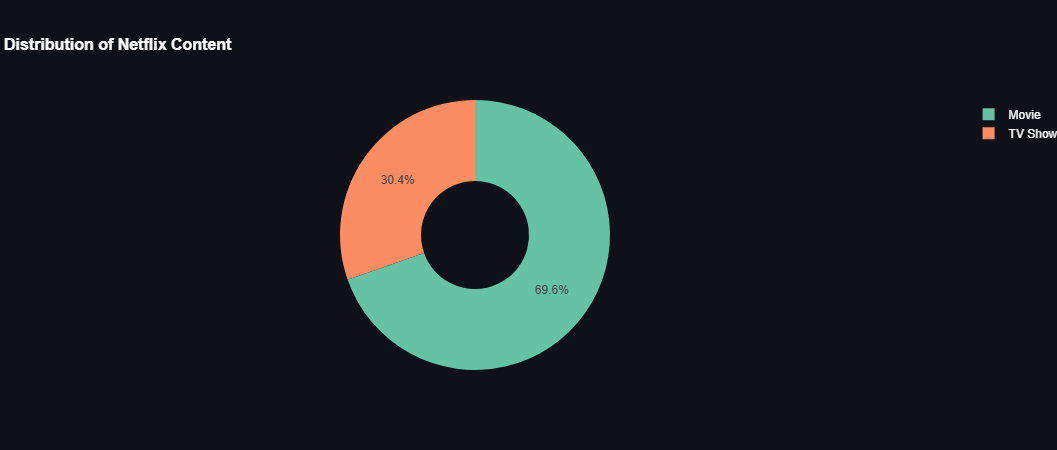 Distribution of Netflix Content
Movie
TV Show
30.4%
69.6%